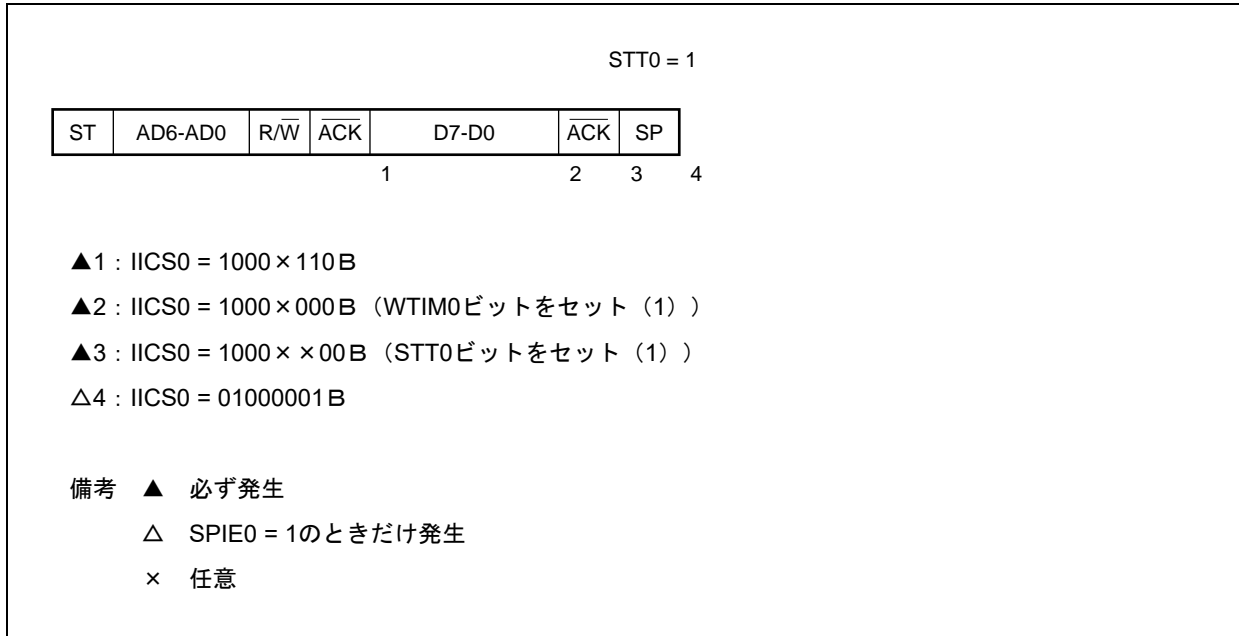 STT0 = 1
ST AD6-AD0 R/W̅ A̅C̅K̅ D7-D0 A̅C̅K̅ SP
1 2 3 4
▲1：IICS0 = 1000×110B
▲2：IICS0 = 1000×000B（WTIM0ビットをセット（1））
▲3：IICS0 = 1000××00B（STT0ビットをセット（1））
△4：IICS0 = 01000001B
備考 ▲ 必ず発生
△ SPIE0 = 1のときだけ発生
× 任意